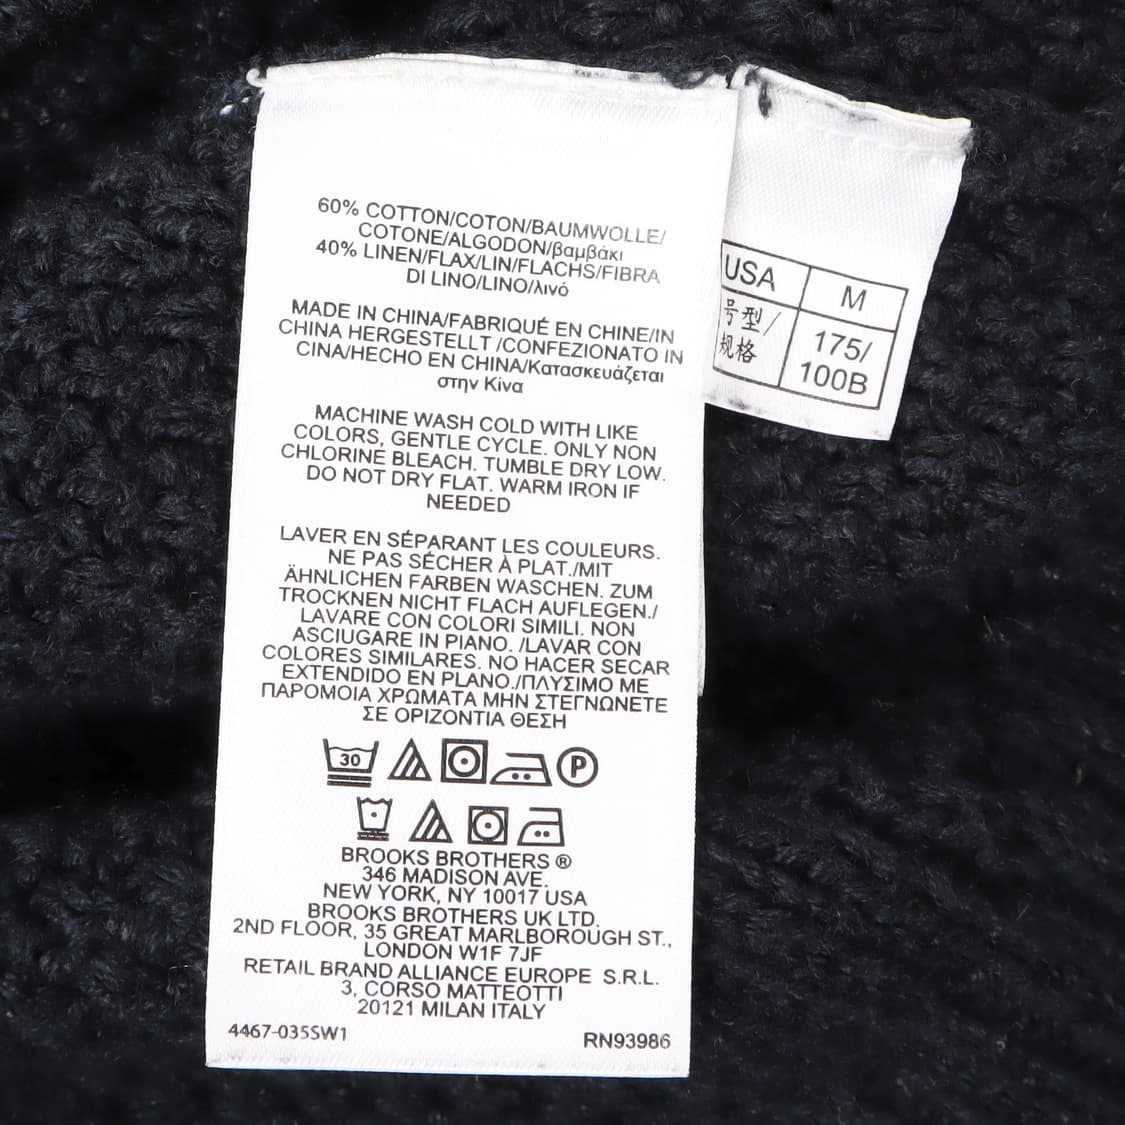 60% COTTON/COTON/BAUMWOLLE/
COTONE/ALGODON/βαμβάκι
40% LINEN/FLAX/LIN/FLACHS/FIBRA
DI LINO/LINO/λινό
MADE IN CHINA/FABRIQUÉ EN CHINE/IN
CHINA HERGESTELLT /CONFEZIONATO IN
CINA/HECHO EN CHINA/Κατασκευάζεται
στην Κίνα
MACHINE WASH COLD WITH LIKE
COLORS, GENTLE CYCLE. ONLY NON
CHLORINE BLEACH. TUMBLE DRY LOW.
DO NOT DRY FLAT. WARM IRON IF
NEEDED
LAVER EN SÉPARANT LES COULEURS.
NE PAS SÉCHER À PLAT./MIT
ÄHNLICHEN FARBEN WASCHEN. ZUM
TROCKNEN NICHT FLACH AUFLEGEN./
LAVARE CON COLORI SIMILI. NON
ASCIUGARE IN PIANO. /LAVAR CON
COLORES SIMILARES. NO HACER SECAR
EXTENDIDO EN PLANO./ΠΛΥΣΙΜΟ ΜΕ
ΠΑΡΟΜΟΙΑ ΧΡΩΜΑΤΑ ΜΗΝ ΣΤΕΓΝΩΝΕΤΕ
ΣΕ ΟΡΙΖΟΝΤΙΑ ΘΕΣΗ
30 P
BROOKS BROTHERS ®
346 MADISON AVE.
NEW YORK, NY 10017 USA
BROOKS BROTHERS UK LTD.
2ND FLOOR, 35 GREAT MARLBOROUGH ST.,
LONDON W1F 7JF
RETAIL BRAND ALLIANCE EUROPE S.R.L.
3, CORSO MATTEOTTI
20121 MILAN ITALY
4467-035SW1 RN93986
USA M
号型/ 175/
规格 100B